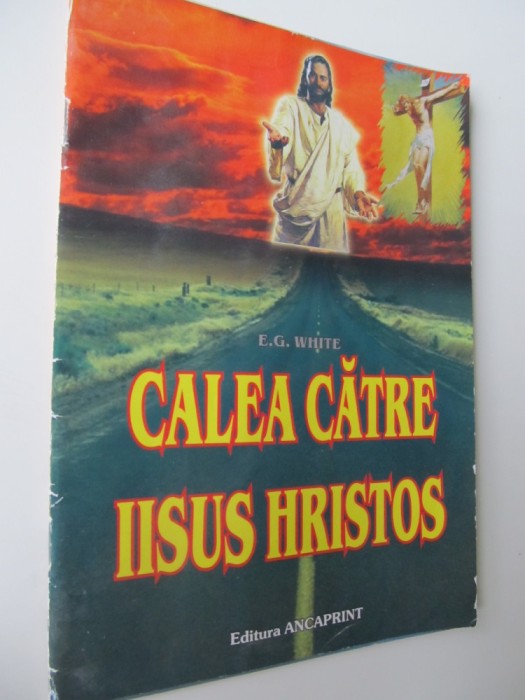 E.G. WHITE
CALEA CĂTRE
IISUS HRISTOS
Editura ANCAPRINT